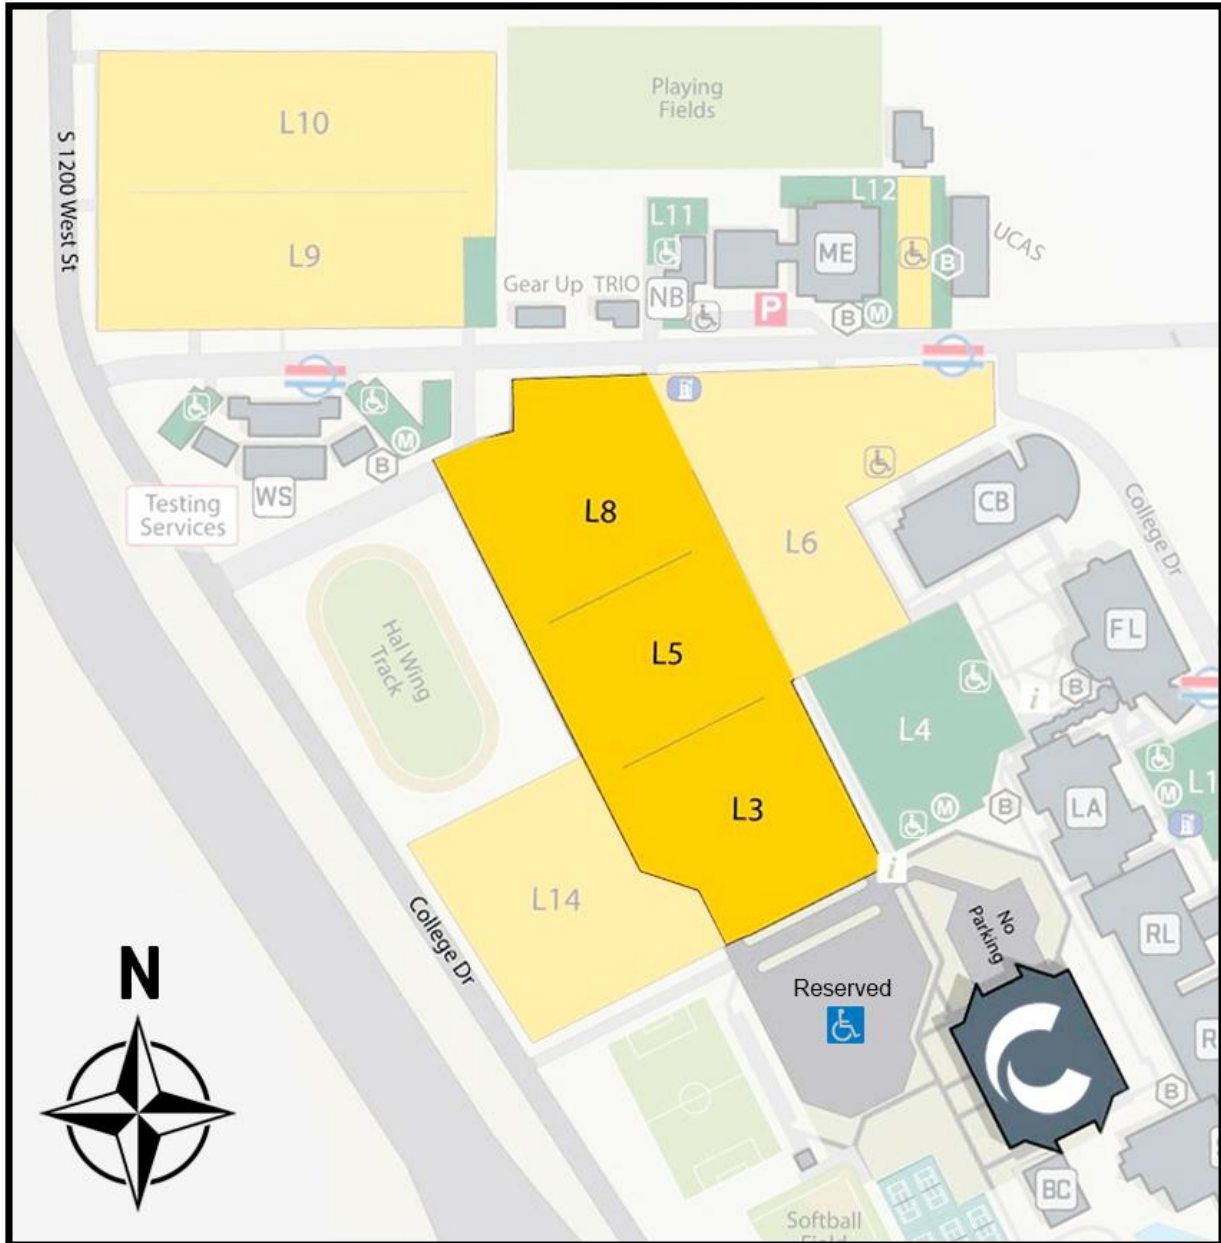 L10
Playing
Fields
S 1200 West St
L9
L11
L12
ME
UCAS
B
Gear Up
TRIO
NB
P
B
M
M
B
WS
Testing
Services
L8
L6
CB
College Dr
Hal Wing
Track
L5
FL
B
i
L4
L1
M
M
B
LA
L3
i
L14
College Dr
No
Parking
RL
N
Reserved
C
R
B
BC
Softball
Field